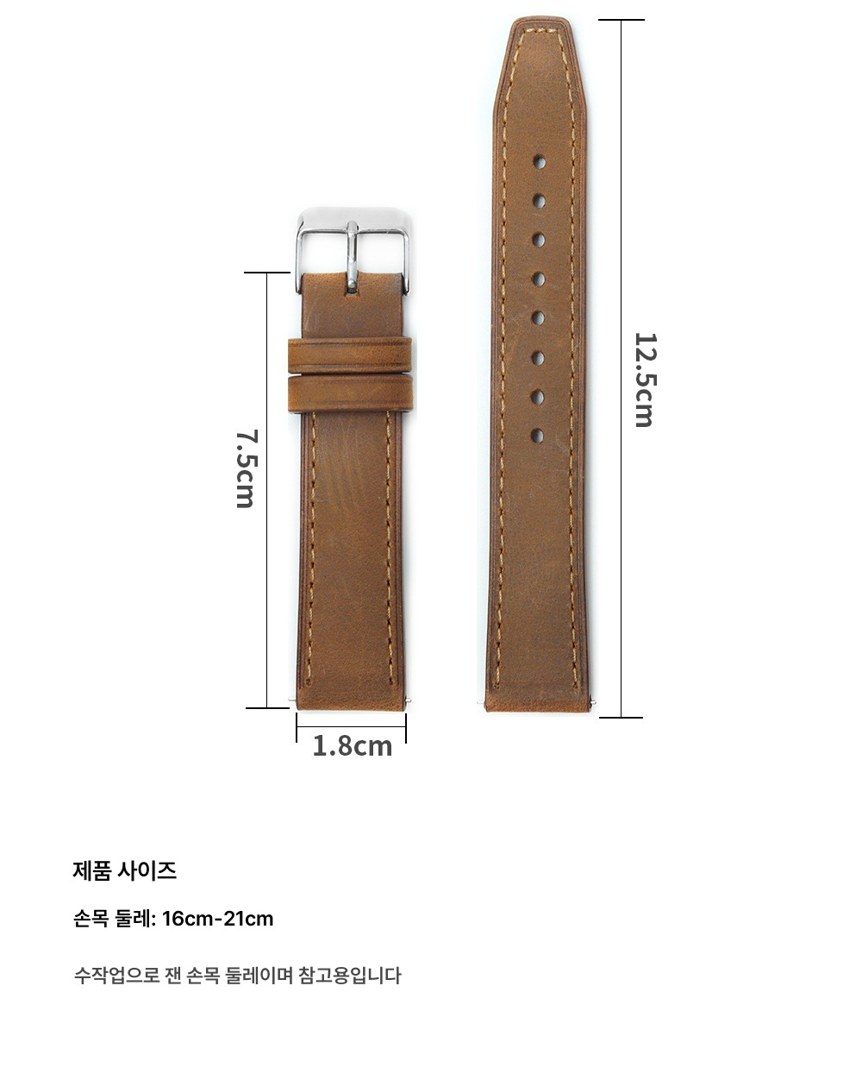 12.5cm
7.5cm
1.8cm
제품 사이즈
손목 둘레: 16cm-21cm
수작업으로 잰 손목 둘레이며 참고용입니다